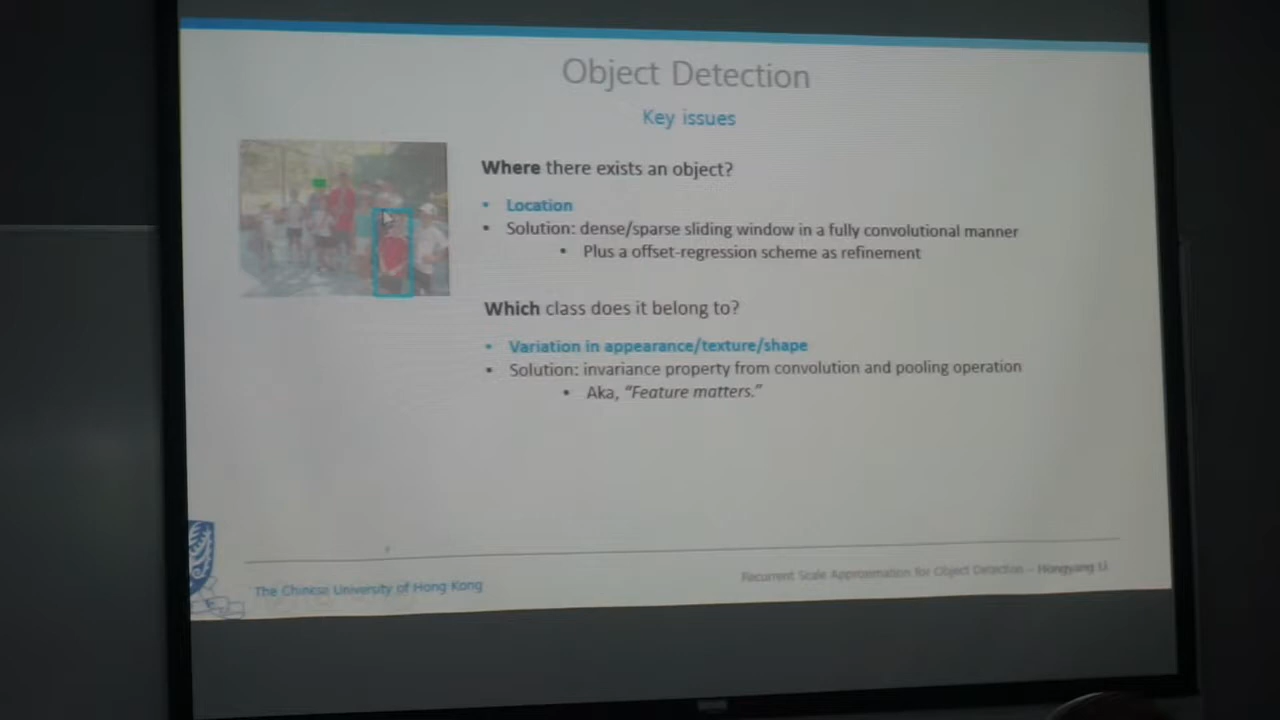 Object Detection
Key issues
Where there exists an object?
• Location
• Solution: dense/sparse sliding window in a fully convolutional manner
• Plus a offset-regression scheme as refinement
Which class does it belong to?
• Variation in appearance/texture/shape
• Solution: invariance property from convolution and pooling operation
• Aka, “Feature matters.”
The Chinese University of Hong Kong
Recurrent Scale Approximation for Object Detection – Hongyang Li